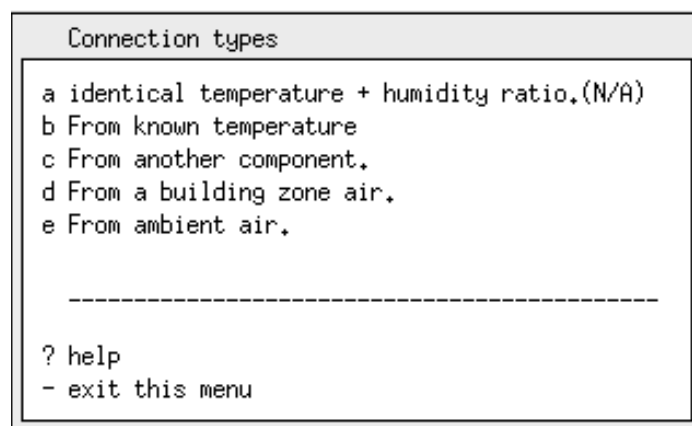 Connection types
a identical temperature + humidity ratio.(N/A)
b From known temperature
c From another component.
d From a building zone air.
e From ambient air.
-------------------------------------------
? help
- exit this menu